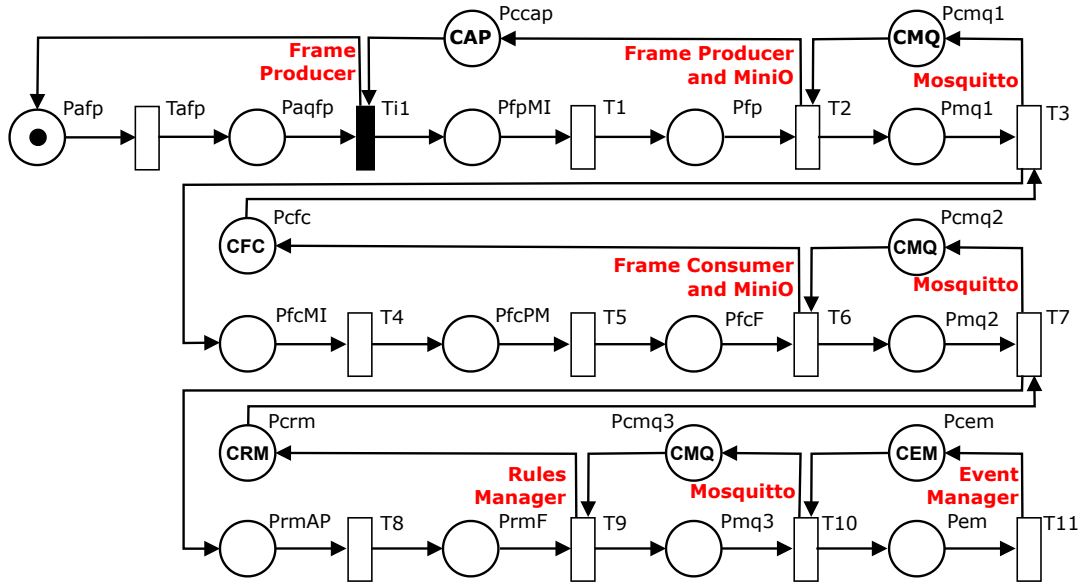 Pccap
Pcmq1
CAP
CMQ
Frame
Producer
Frame Producer
and MiniO
Mosquitto
Pafp
Tafp
Paqfp
Ti1
PfpMI
T1
Pfp
T2
Pmq1
T3
Pcfc
Pcmq2
CFC
CMQ
Frame Consumer
and MiniO
Mosquitto
PfcMI
T4
PfcPM
T5
PfcF
T6
Pmq2
T7
Pcrm
Pcmq3
Pcem
CRM
CMQ
CEM
Rules
Manager
Mosquitto
Event
Manager
PrmAP
T8
PrmF
T9
Pmq3
T10
Pem
T11